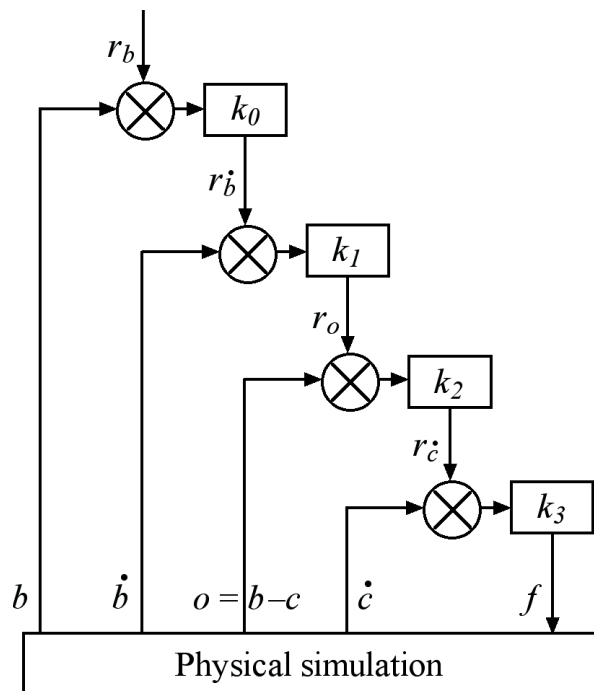 r_b
k_0
r_ḃ
k_1
r_o
k_2
r_ċ
k_3
b ḃ o = b–c ċ f
Physical simulation